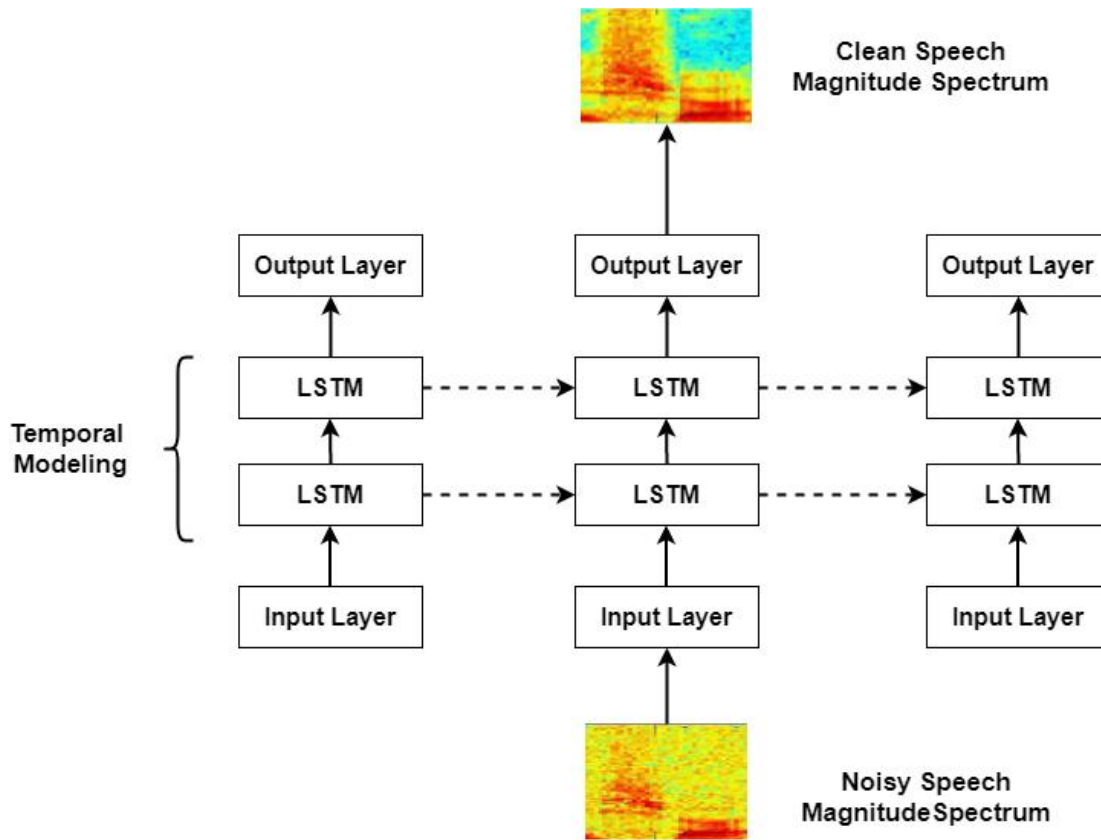 Clean Speech
Magnitude Spectrum
Output Layer
Output Layer
Output Layer
LSTM
LSTM
LSTM
Temporal
Modeling
LSTM
LSTM
LSTM
Input Layer
Input Layer
Input Layer
Noisy Speech
MagnitudeSpectrum